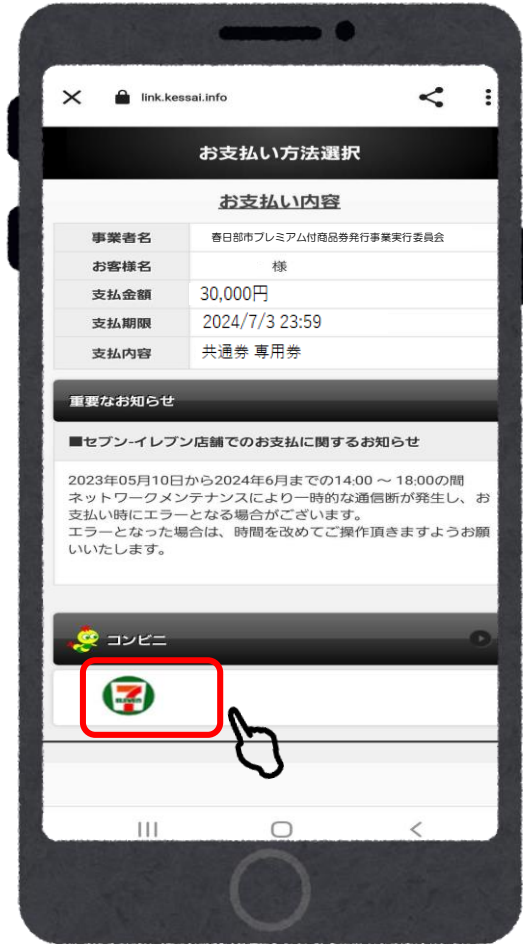 link.kessai.info
お支払い方法選択
お支払い内容
事業者名 春日部市プレミアム付商品券発行事業実行委員会
お客様名 様
支払金額 30,000円
支払期限 2024/7/3 23:59
支払内容 共通券 専用券
重要なお知らせ
■セブン-イレブン店舗でのお支払に関するお知らせ
2023年05月10日から2024年6月までの14:00 ～ 18:00の間
ネットワークメンテナンスにより一時的な通信断が発生し、お
支払い時にエラーとなる場合がございます。
エラーとなった場合は、時間を改めてご操作頂きますようお願
いいたします。
コンビニ
7
ELEVEN